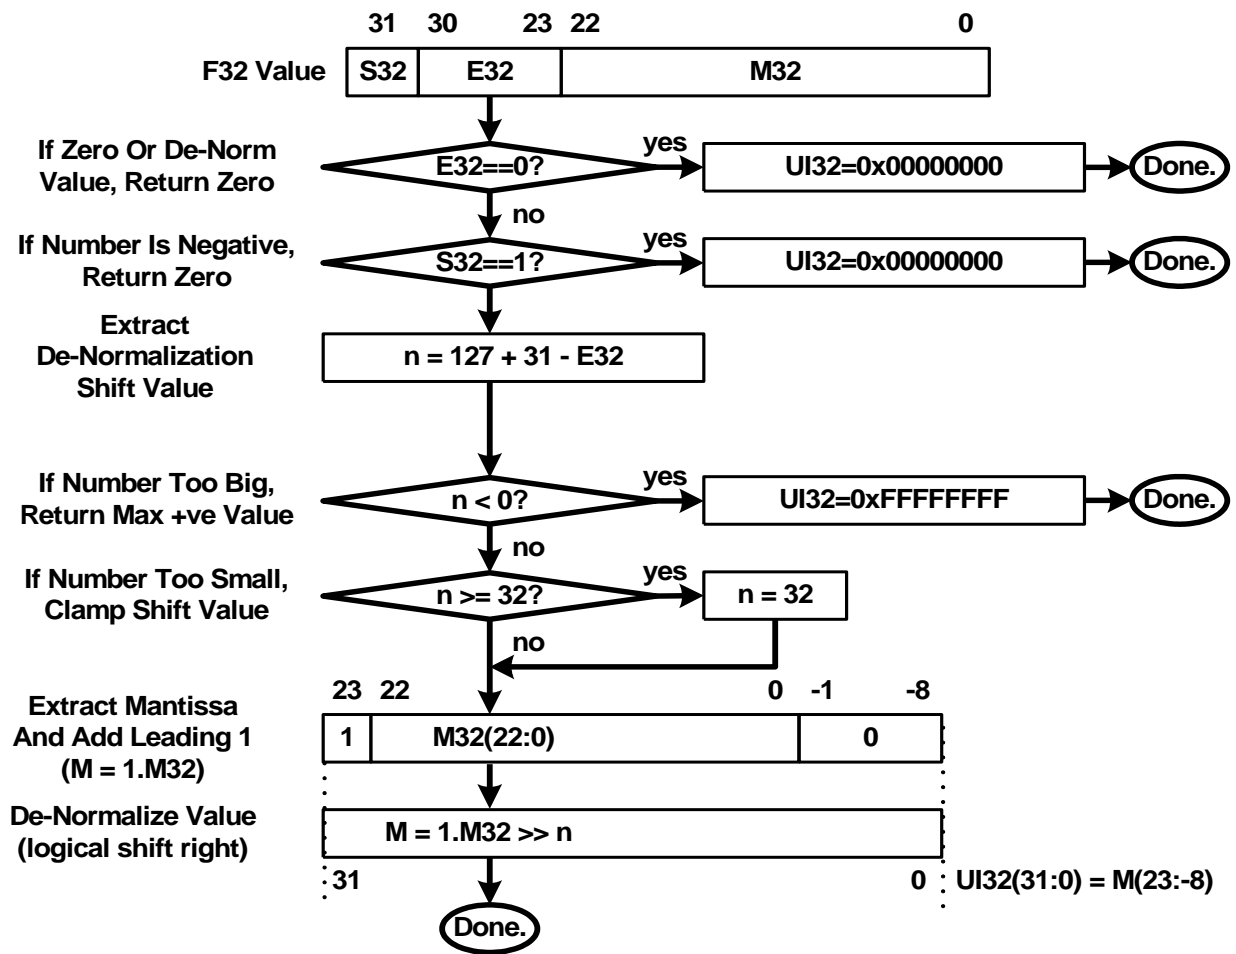 31 30 23 22 0
F32 Value S32 E32 M32
If Zero Or De-Norm
Value, Return Zero
E32==0?
yes
UI32=0x00000000
Done.
no
If Number Is Negative,
Return Zero
S32==1?
yes
UI32=0x00000000
Done.
Extract
De-Normalization
Shift Value
n = 127 + 31 - E32
If Number Too Big,
Return Max +ve Value
n < 0?
yes
UI32=0xFFFFFFFF
Done.
no
If Number Too Small,
Clamp Shift Value
n >= 32?
yes
n = 32
no
23 22 0 -1 -8
Extract Mantissa
And Add Leading 1
(M = 1.M32)
1 M32(22:0) 0
De-Normalize Value
(logical shift right)
M = 1.M32 >> n
31 0 UI32(31:0) = M(23:-8)
Done.